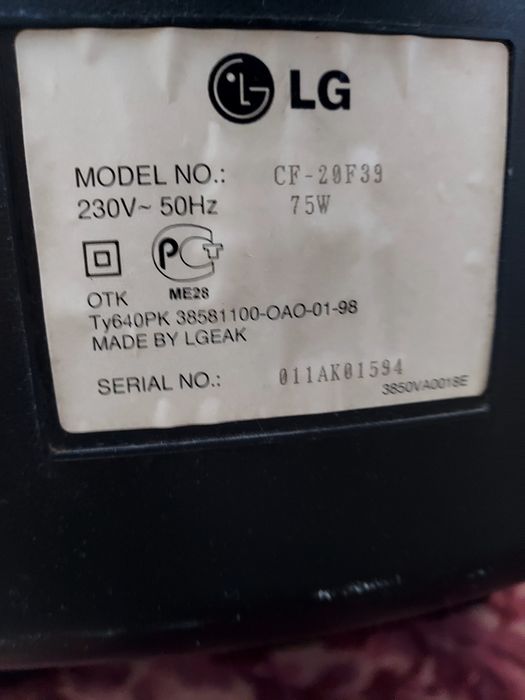 LG
MODEL NO.: CF-20F39
230V~ 50Hz 75W
PCT
OTK ME28
Ty640PK 38581100-OAO-01-98
MADE BY LGEAK
SERIAL NO.: 011AK01594
3850VA0018E